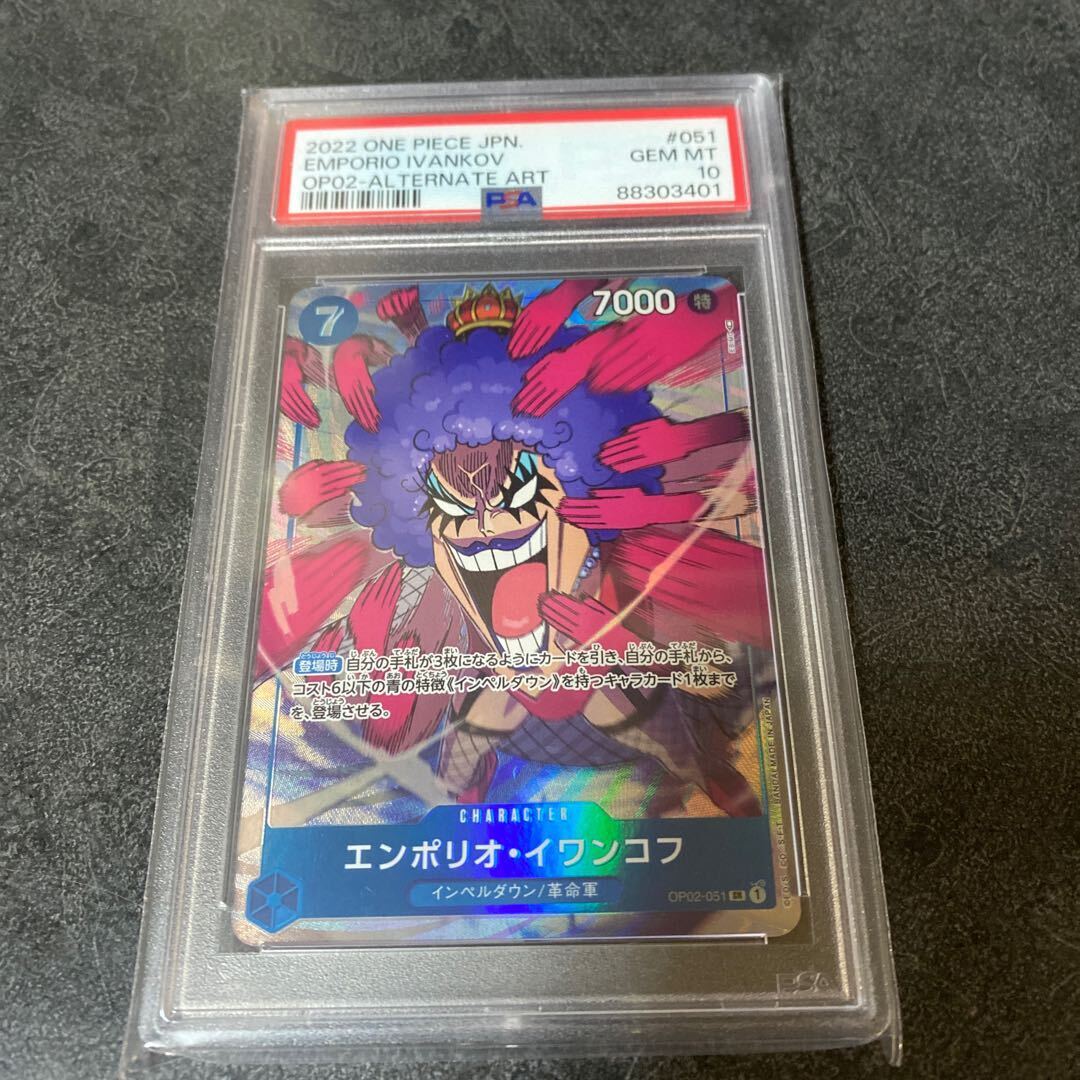 2022 ONE PIECE JPN.
#051
EMPORIO IVANKOV
GEM MT
OP02-ALTERNATE ART
10
PSA
88303401
7
7000
特
登場時 自分の手札が3枚になるようにカードを引き、自分の手札から、
コスト6以下の青の特徴《インペルダウン》を持つキャラカード1枚まで
を、登場させる。
CHARACTER
エンポリオ・イワンコフ
インペルダウン/革命軍
OP02-051 SR 1
PSA